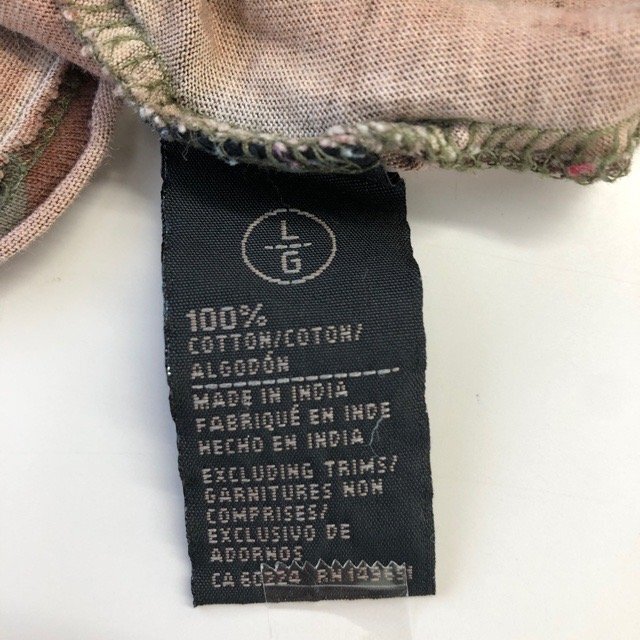 L
G
100%
COTTON/COTON/
ALGODÓN
MADE IN INDIA
FABRIQUÉ EN INDE
HECHO EN INDIA
EXCLUDING TRIMS/
GARNITURES NON
COMPRISES/
EXCLUSIVO DE
ADORNOS
CA